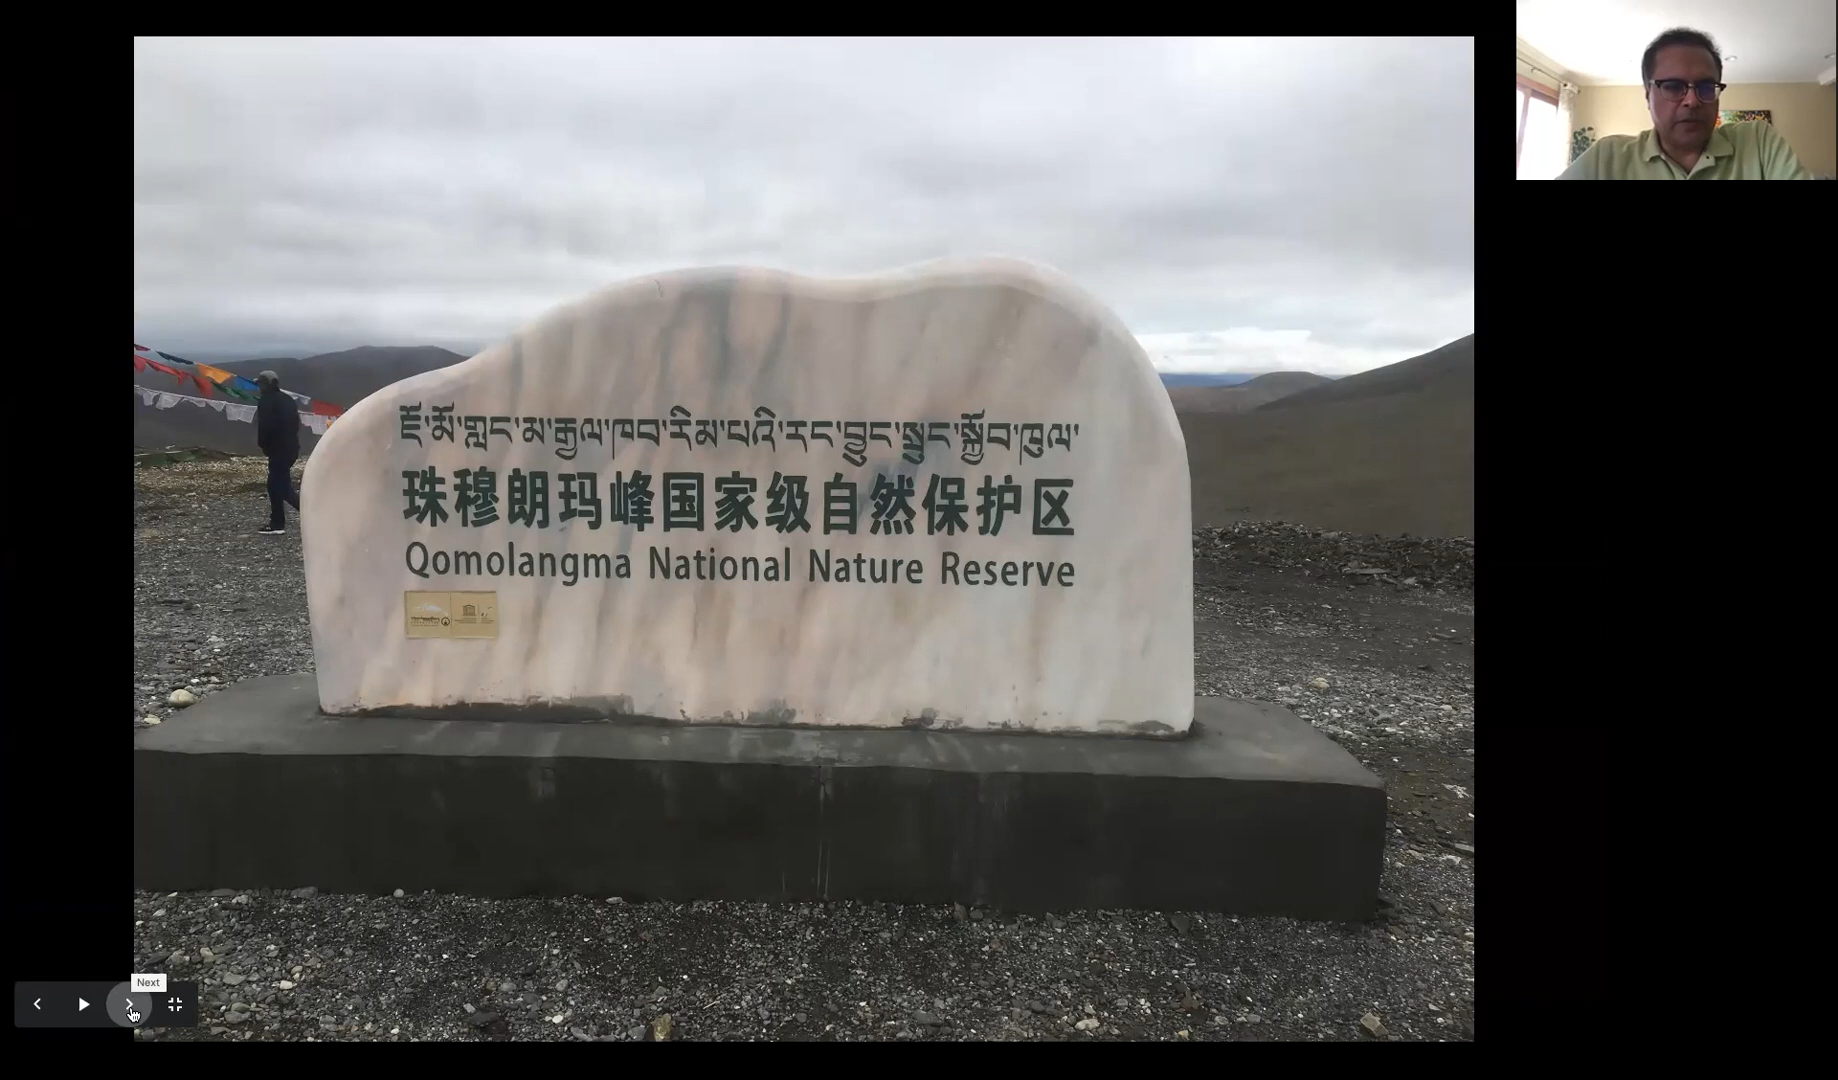 ཇོ་མོ་གླང་མ་རྒྱལ་ཁབ་རིམ་པའི་རང་བྱུང་སྲུང་སྐྱོབ་ཁུལ་
珠穆朗玛峰国家级自然保护区
Qomolangma National Nature Reserve
Next